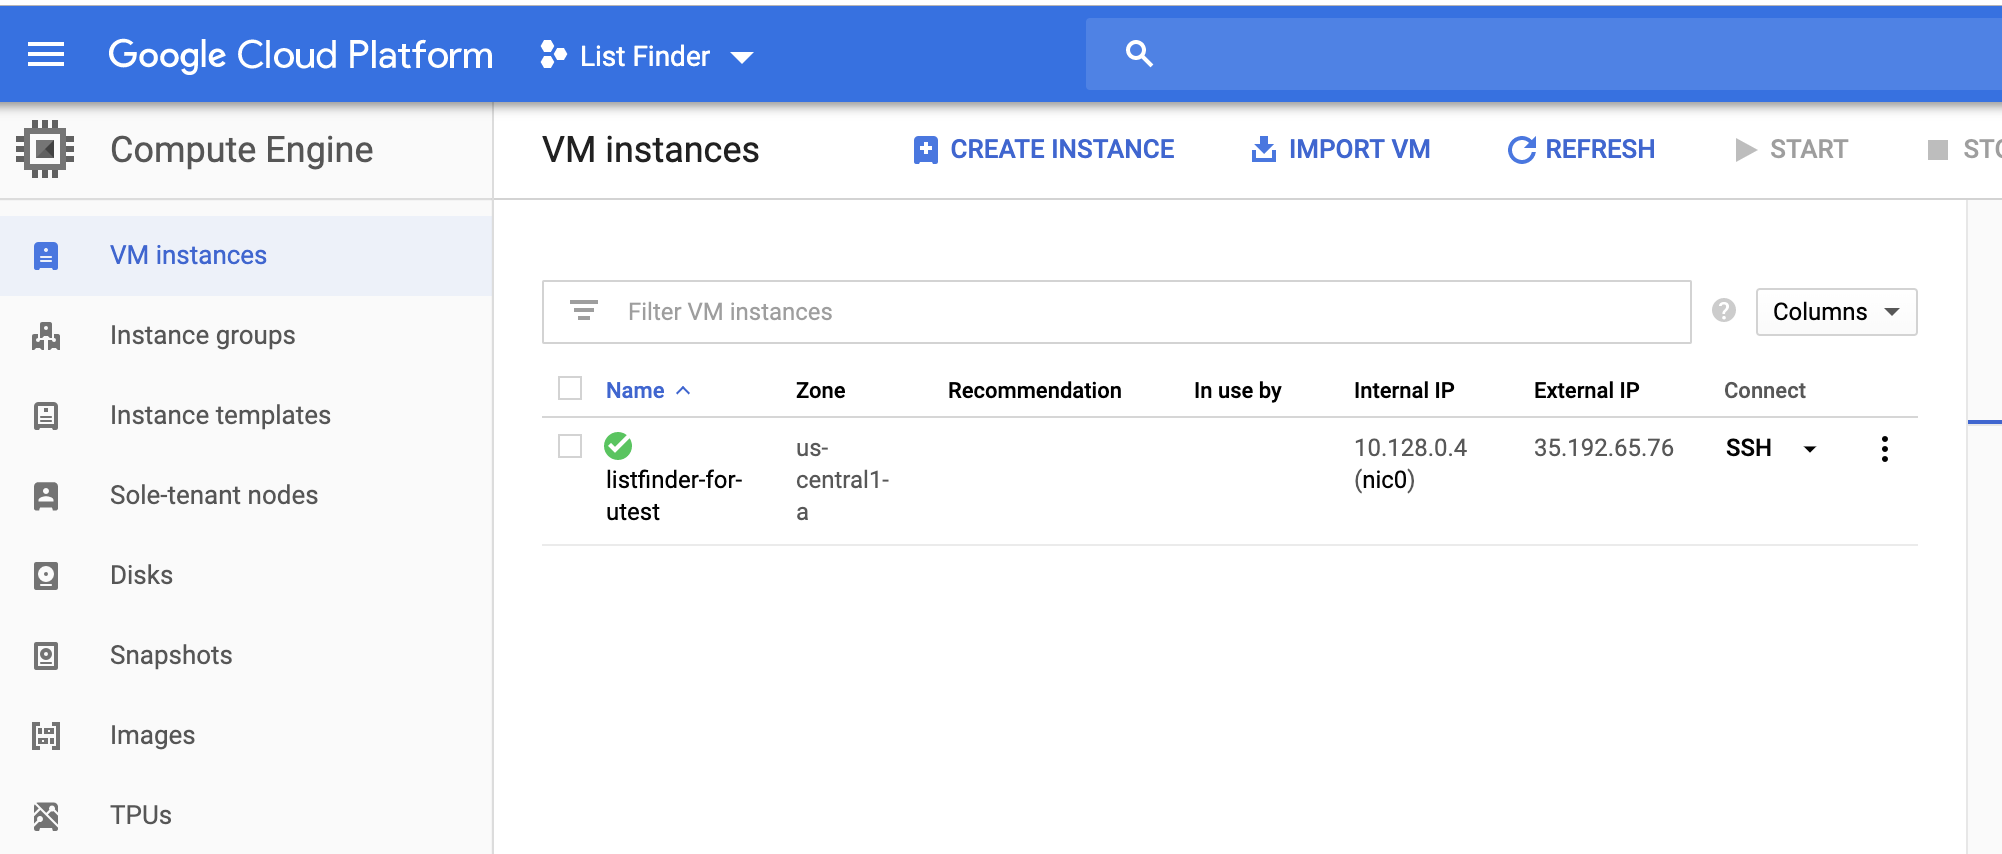 Google Cloud Platform
List Finder
Compute Engine
VM instances
CREATE INSTANCE
IMPORT VM
REFRESH
START
STO
VM instances
Instance groups
Instance templates
Sole-tenant nodes
Disks
Snapshots
Images
TPUs
Filter VM instances
?
Columns
Name
Zone
Recommendation
In use by
Internal IP
External IP
Connect
listfinder-for-
utest
us-
central1-
a
10.128.0.4
(nic0)
35.192.65.76
SSH